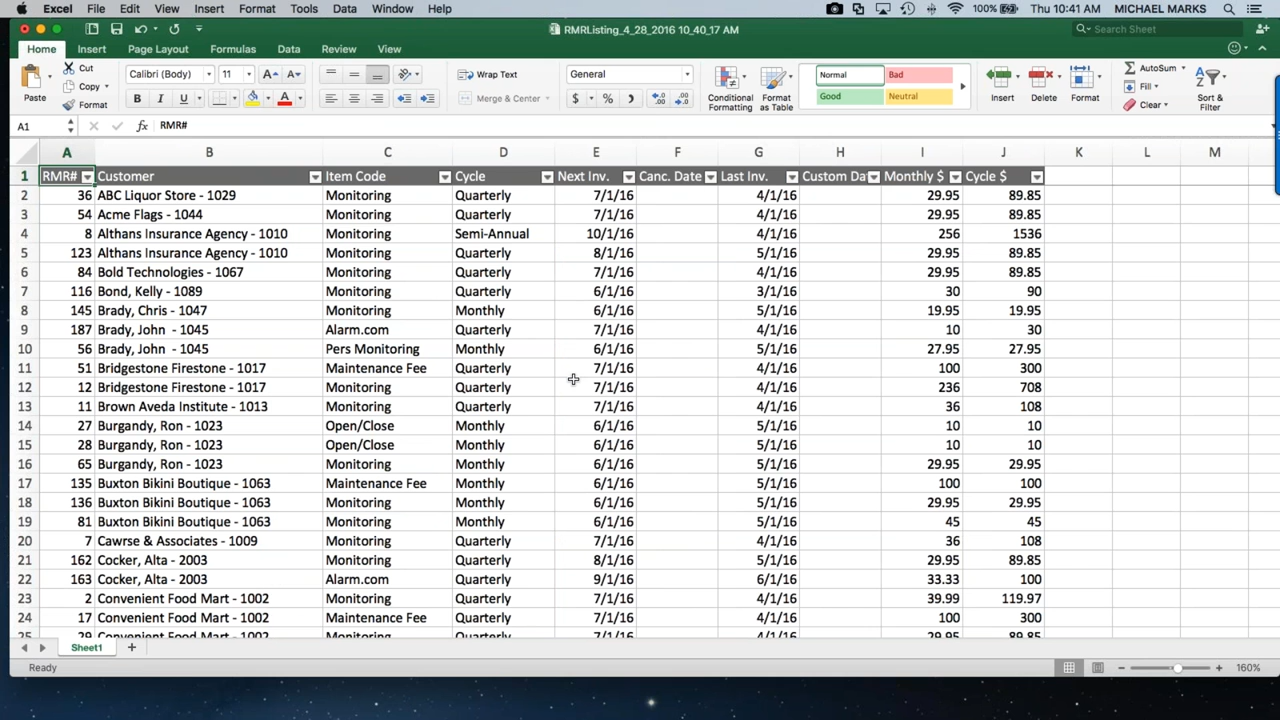 Excel File Edit View Insert Format Tools Data Window Help 100% Thu 10:41 AM MICHAEL MARKS
RMRListing_4_28_2016 10_40_17 AM Search Sheet
Home Insert Page Layout Formulas Data Review View
Paste Cut Copy Format
Calibri (Body) 11 A A
B I U A
Wrap Text
Merge & Center
General
$ % )
Conditional Formatting
Format as Table
Normal Bad
Good Neutral
Insert Delete Format
AutoSum
Fill
Clear
Sort & Filter
A1 fx RMR#
A B C D E F G H I J K L M
1 RMR# Customer Item Code Cycle Next Inv. Canc. Date Last Inv. Custom Da Monthly $ Cycle $
2 36 ABC Liquor Store - 1029 Monitoring Quarterly 7/1/16 4/1/16 29.95 89.85
3 54 Acme Flags - 1044 Monitoring Quarterly 7/1/16 4/1/16 29.95 89.85
4 8 Althans Insurance Agency - 1010 Monitoring Semi-Annual 10/1/16 4/1/16 256 1536
5 123 Althans Insurance Agency - 1010 Monitoring Quarterly 8/1/16 5/1/16 29.95 89.85
6 84 Bold Technologies - 1067 Monitoring Quarterly 7/1/16 4/1/16 29.95 89.85
7 116 Bond, Kelly - 1089 Monitoring Quarterly 6/1/16 3/1/16 30 90
8 145 Brady, Chris - 1047 Monitoring Monthly 6/1/16 5/1/16 19.95 19.95
9 187 Brady, John  - 1045 Alarm.com Quarterly 7/1/16 4/1/16 10 30
10 56 Brady, John  - 1045 Pers Monitoring Monthly 6/1/16 5/1/16 27.95 27.95
11 51 Bridgestone Firestone - 1017 Maintenance Fee Quarterly 7/1/16 4/1/16 100 300
12 12 Bridgestone Firestone - 1017 Monitoring Quarterly 7/1/16 4/1/16 236 708
13 11 Brown Aveda Institute - 1013 Monitoring Quarterly 7/1/16 4/1/16 36 108
14 27 Burgandy, Ron - 1023 Open/Close Monthly 6/1/16 5/1/16 10 10
15 28 Burgandy, Ron - 1023 Open/Close Monthly 6/1/16 5/1/16 10 10
16 65 Burgandy, Ron - 1023 Monitoring Monthly 6/1/16 5/1/16 29.95 29.95
17 135 Buxton Bikini Boutique - 1063 Maintenance Fee Monthly 6/1/16 5/1/16 100 100
18 136 Buxton Bikini Boutique - 1063 Monitoring Monthly 6/1/16 5/1/16 29.95 29.95
19 81 Buxton Bikini Boutique - 1063 Monitoring Monthly 6/1/16 5/1/16 45 45
20 7 Cawrse & Associates - 1009 Monitoring Quarterly 7/1/16 4/1/16 36 108
21 162 Cocker, Alta - 2003 Monitoring Quarterly 8/1/16 5/1/16 29.95 89.85
22 163 Cocker, Alta - 2003 Alarm.com Quarterly 9/1/16 6/1/16 33.33 100
23 2 Convenient Food Mart - 1002 Monitoring Quarterly 7/1/16 4/1/16 39.99 119.97
24 17 Convenient Food Mart - 1002 Maintenance Fee Quarterly 7/1/16 4/1/16 100 300
25 29 Convenient Food Mart - 1002 Monitoring Quarterly 7/1/16 4/1/16 29.95 89.85
Sheet1 +
Ready 160%